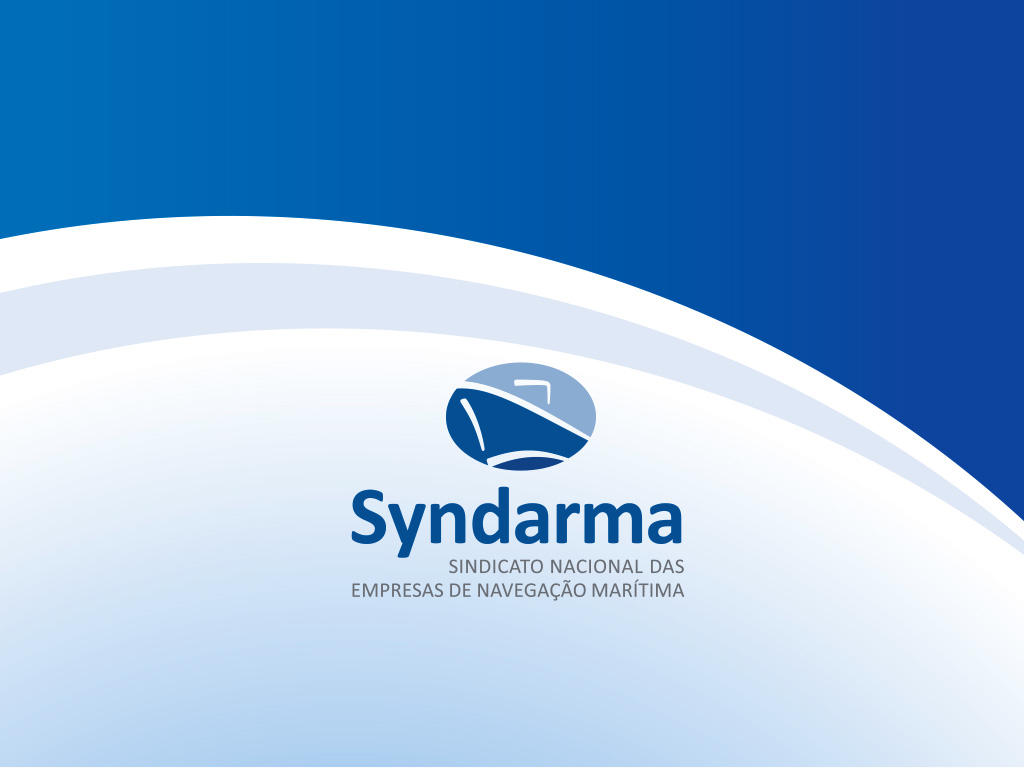 Syndarma
SINDICATO NACIONAL DAS
EMPRESAS DE NAVEGAÇÃO MARÍTIMA